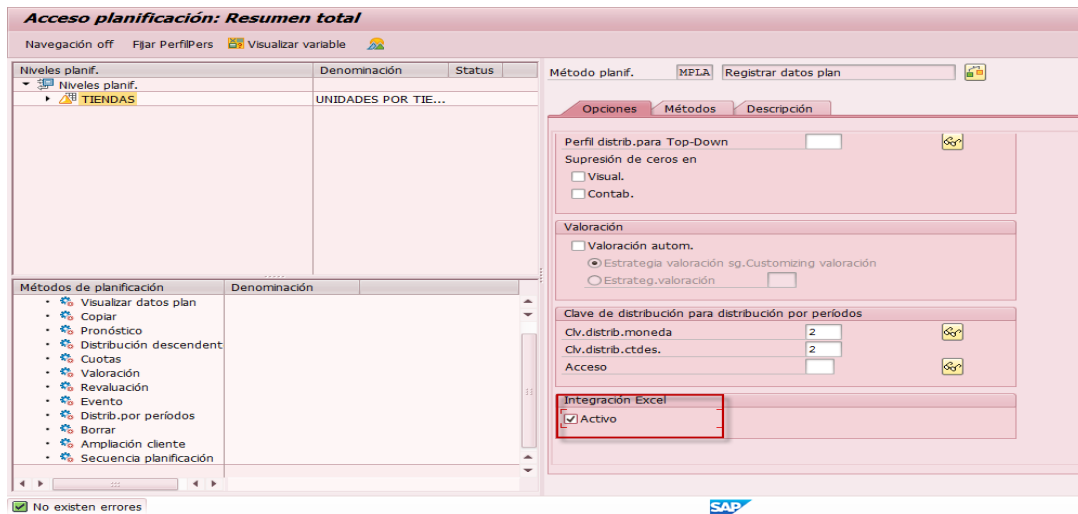 Acceso planificación: Resumen total
Navegación off Fijar PerfilPers Visualizar variable
Niveles planif. Denominación Status
Niveles planif.
TIENDAS UNIDADES POR TIE...
Métodos de planificación Denominación
Visualizar datos plan
Copiar
Pronóstico
Distribución descendent
Cuotas
Valoración
Revaluación
Evento
Distrib.por períodos
Borrar
Ampliación cliente
Secuencia planificación
Método planif. MPLA Registrar datos plan
Opciones Métodos Descripción
Perfil distrib.para Top-Down
Supresión de ceros en
Visual.
Contab.
Valoración
Valoración autom.
Estrategia valoración sg.Customizing valoración
Estrateg.valoración
Clave de distribución para distribución por períodos
Clv.distrib.moneda 2
Clv.distrib.ctdes. 2
Acceso
Integración Excel
Activo
No existen errores
SAP